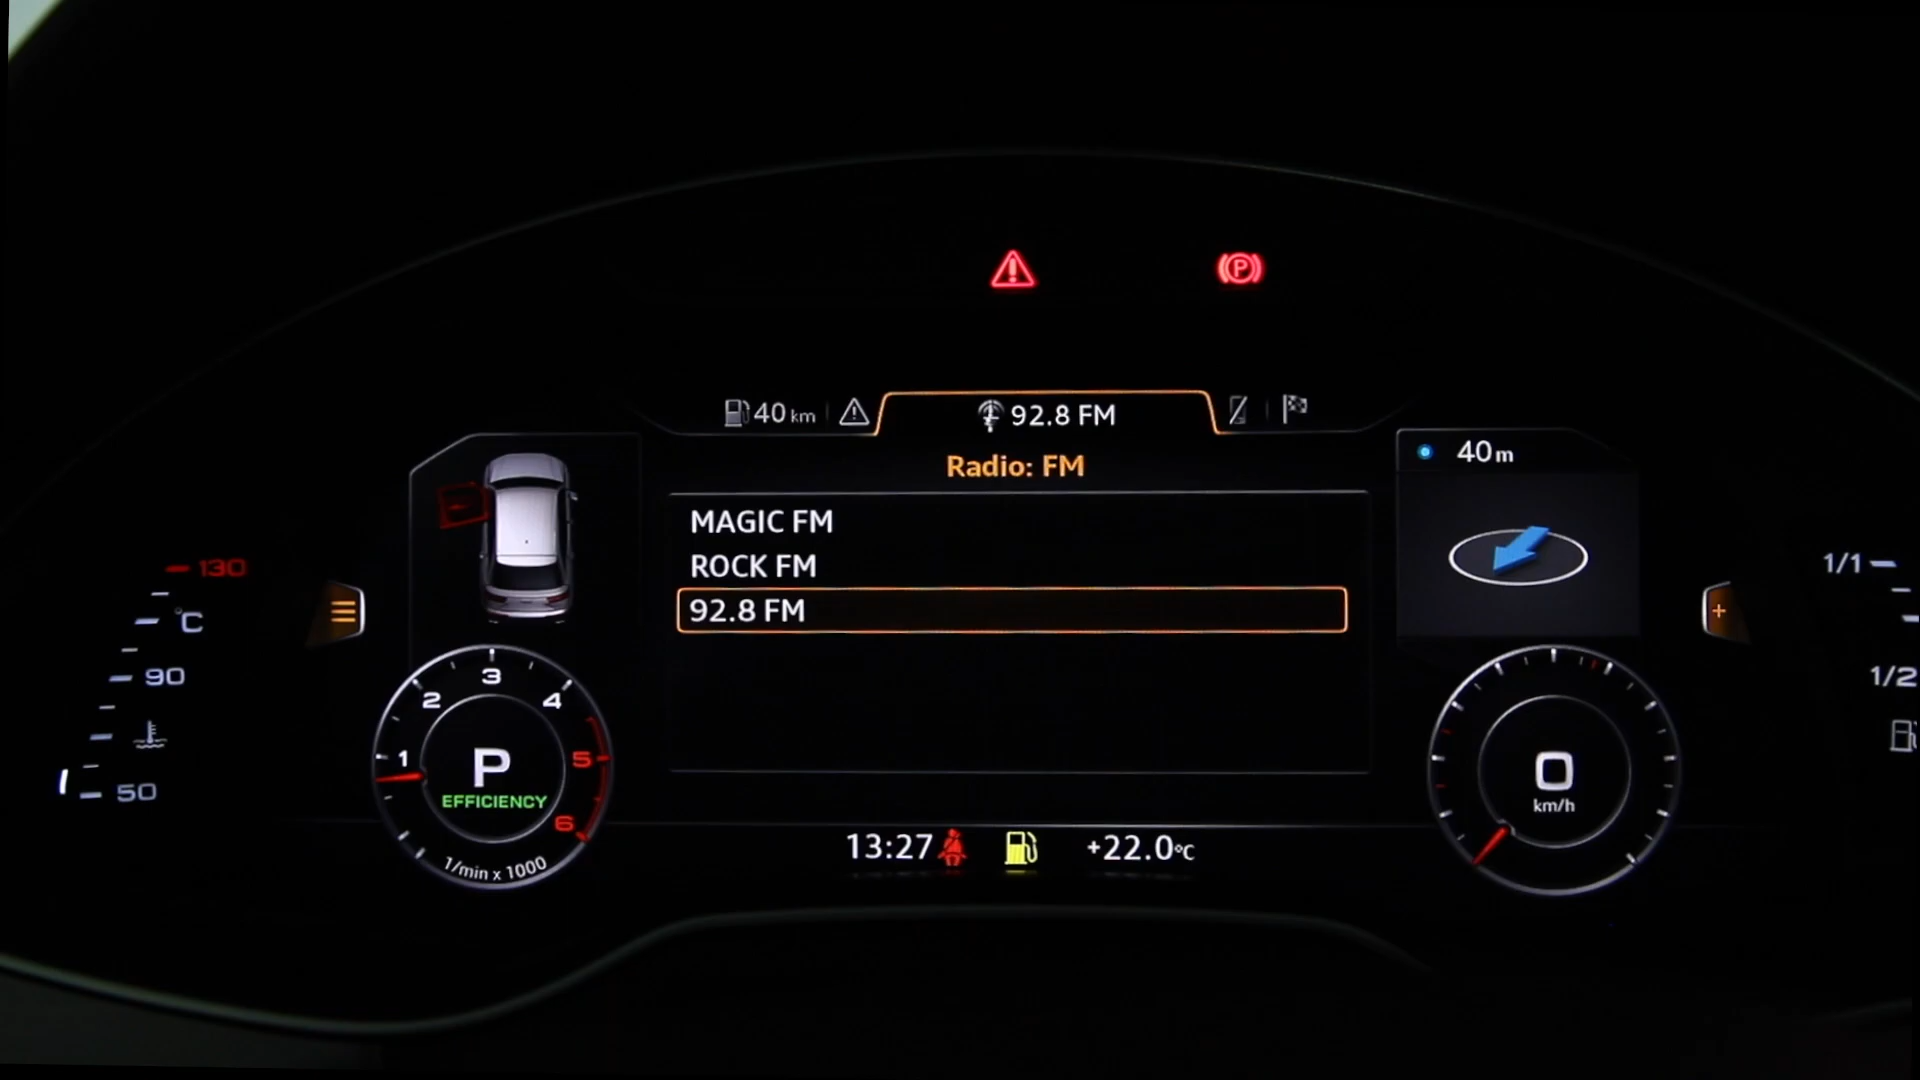 40 km
92.8 FM
Radio: FM
40 m
MAGIC FM
ROCK FM
92.8 FM
130
°C
90
50
1/1
1/2
1
2
3
4
5
6
P
EFFICIENCY
1/min x 1000
0
km/h
13:27
+22.0°C